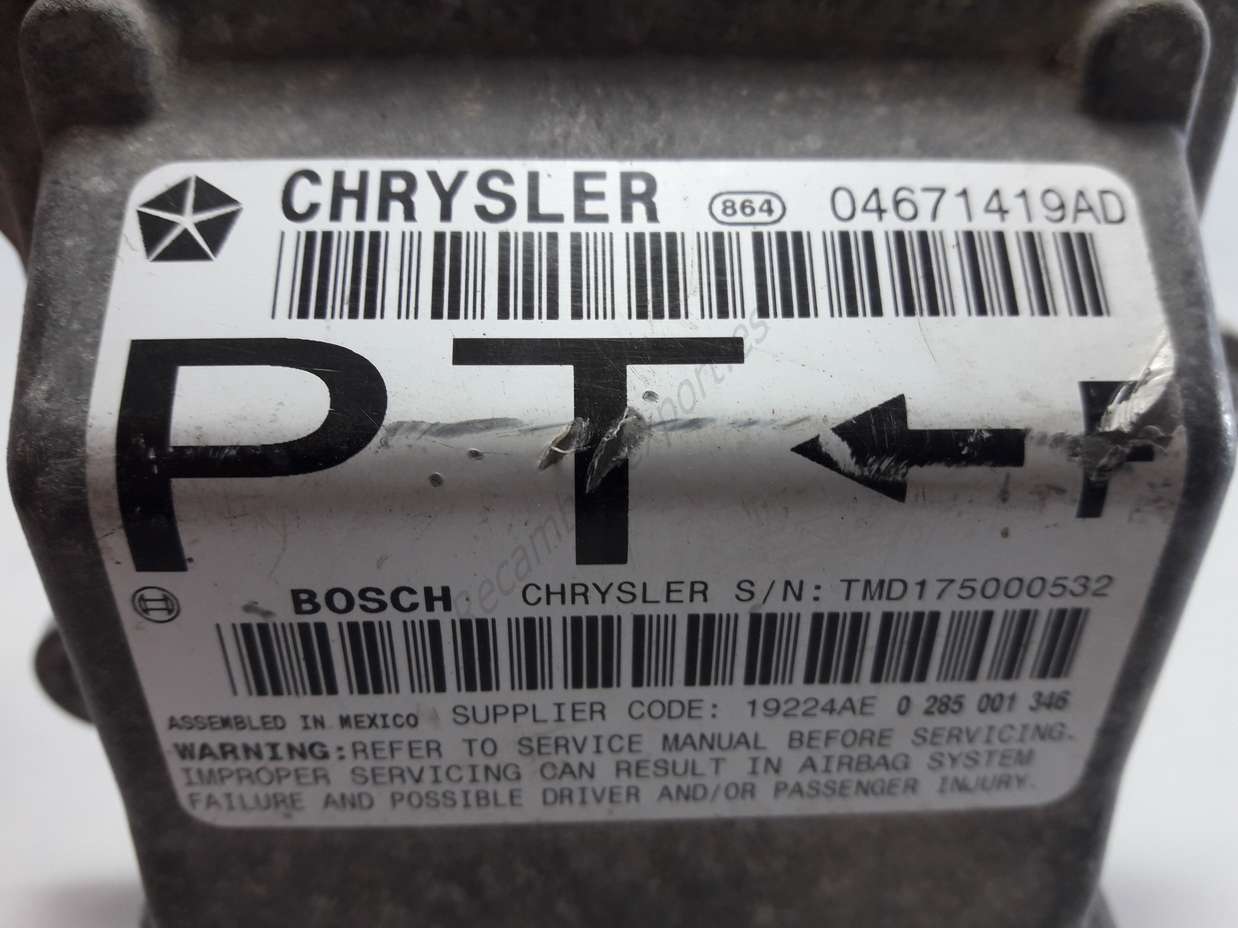 CHRYSLER 864 04671419AD
PT ← F
BOSCH CHRYSLER S/N: TMD175000532
ASSEMBLED IN MEXICO SUPPLIER CODE: 19224AE 0 285 001 346
WARNING:REFER TO SERVICE MANUAL BEFORE SERVICING.
IMPROPER SERVICING CAN RESULT IN AIRBAG SYSTEM
FAILURE AND POSSIBLE DRIVER AND/OR PASSENGER INJURY.